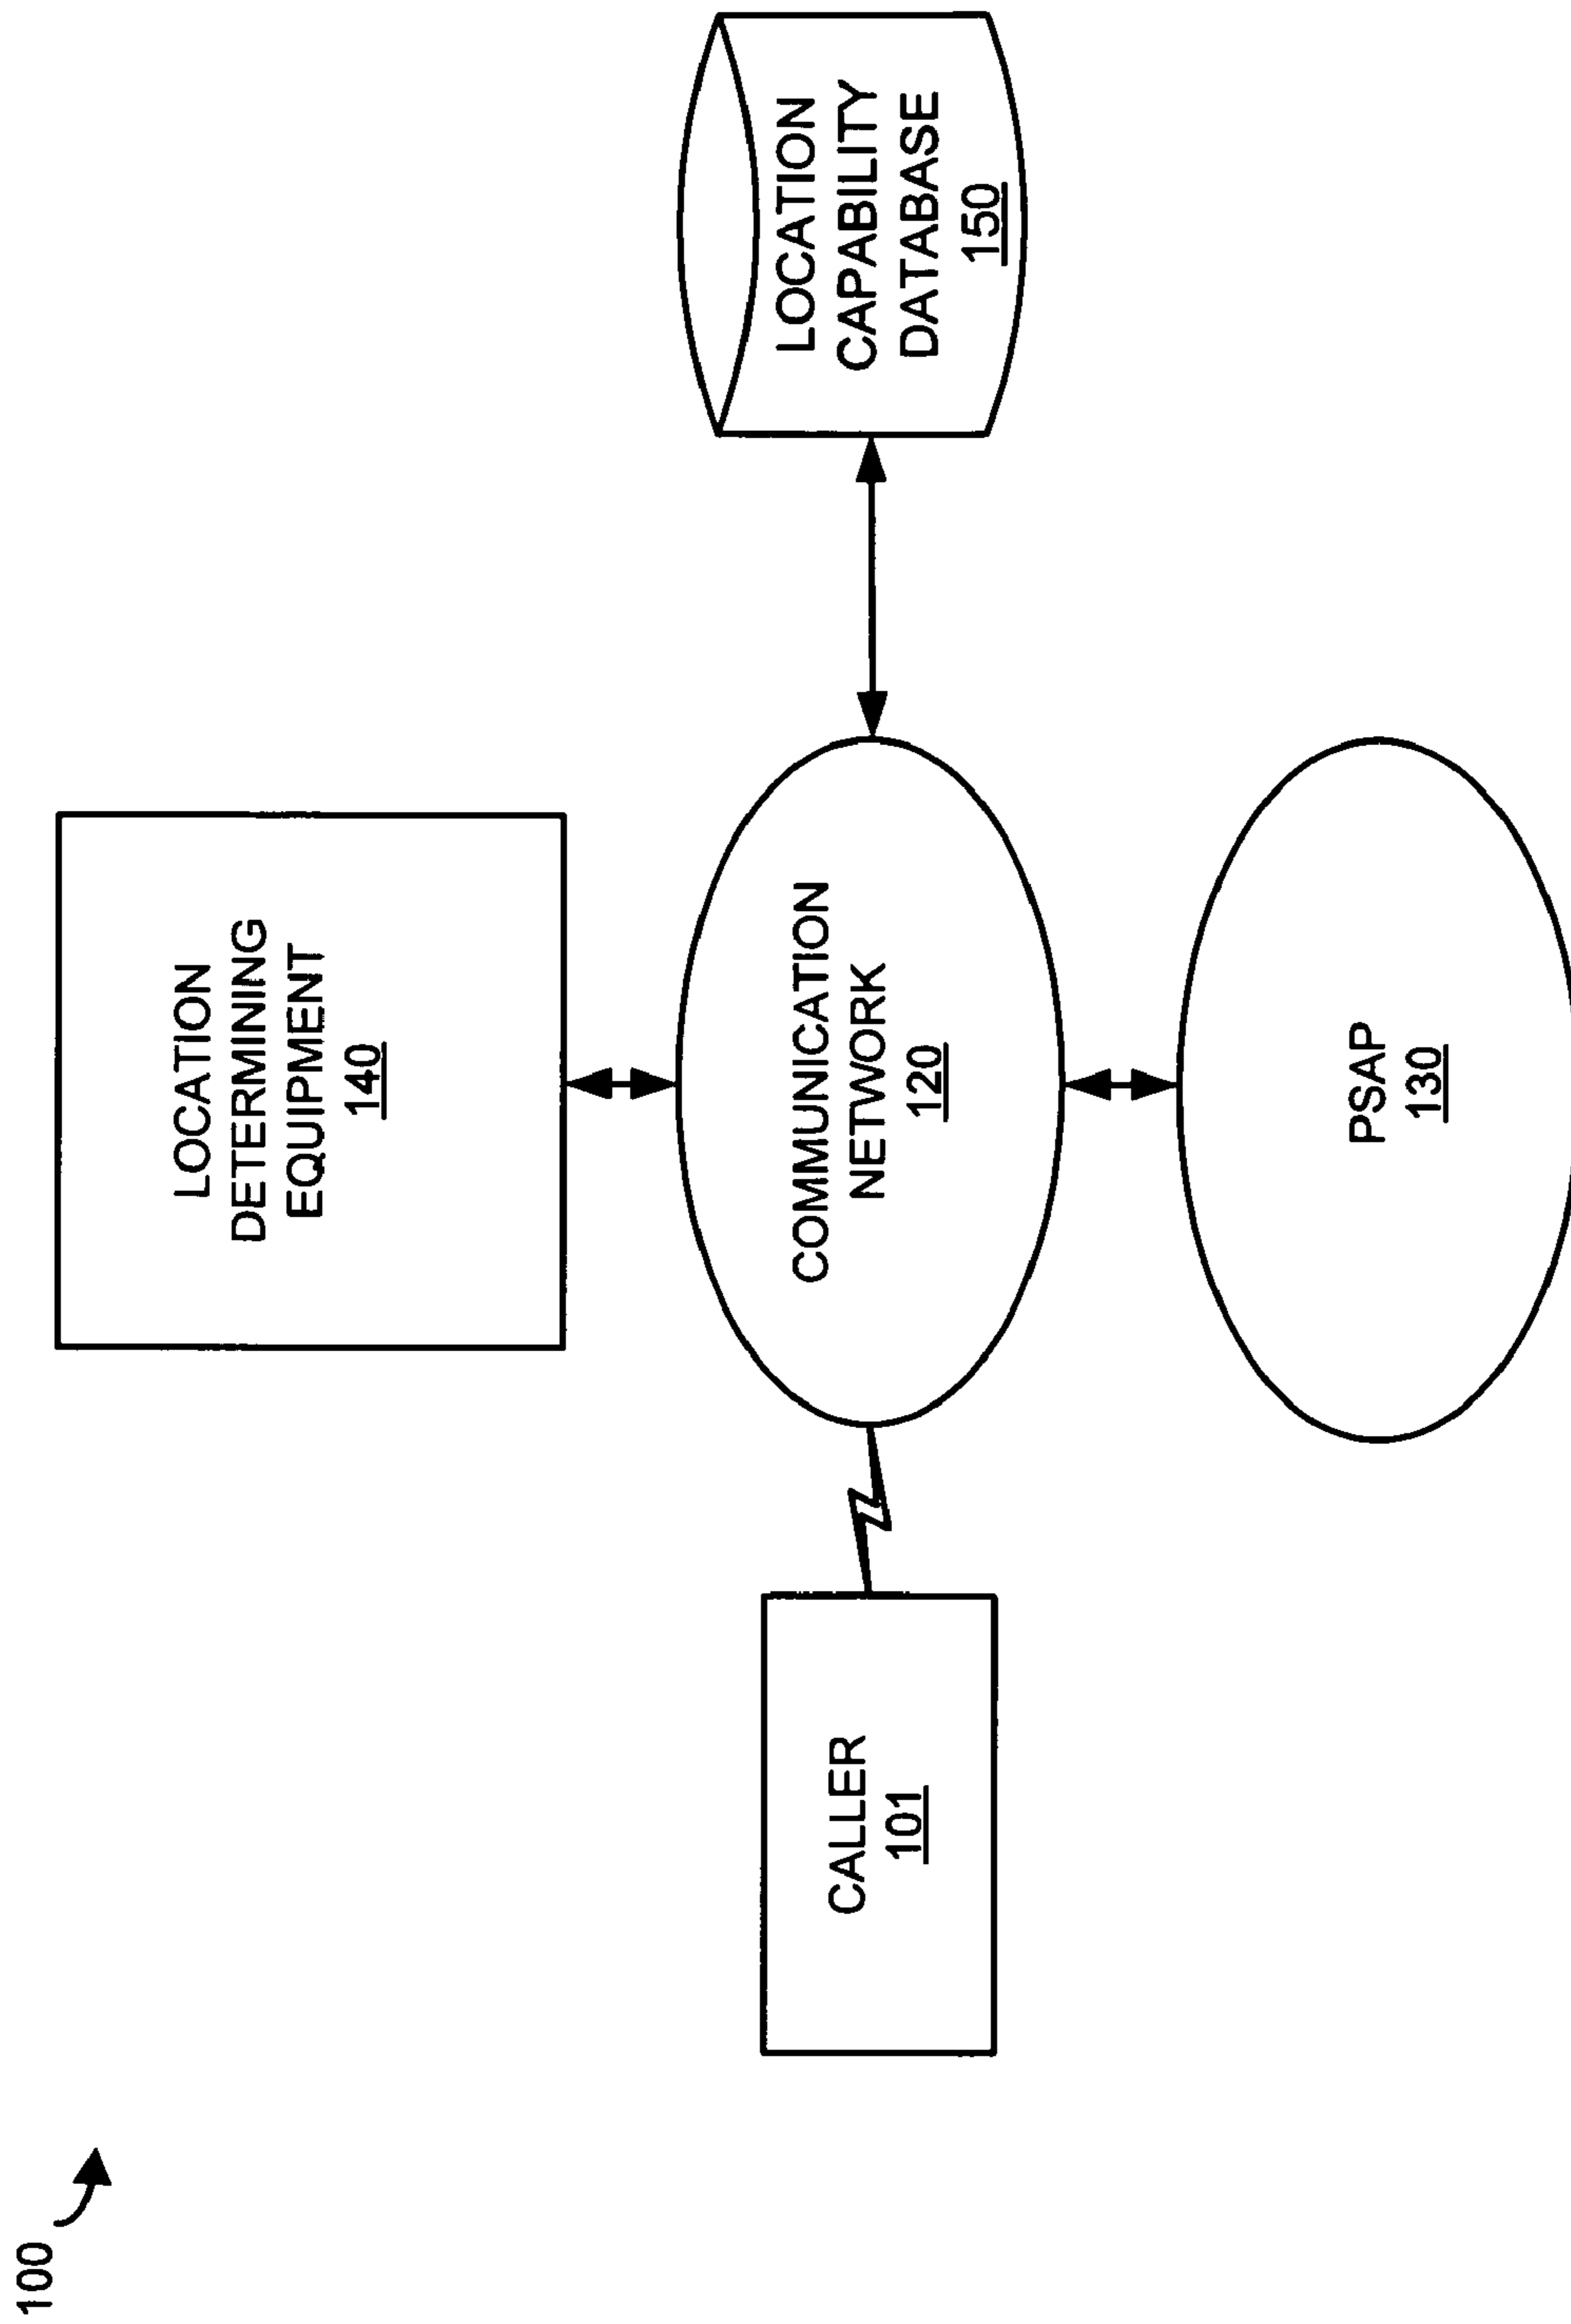 100
LOCATION
DETERMINING
EQUIPMENT
140
CALLER
101
COMMUNICATION
NETWORK
120
LOCATION
CAPABILITY
DATABASE
150
PSAP
130